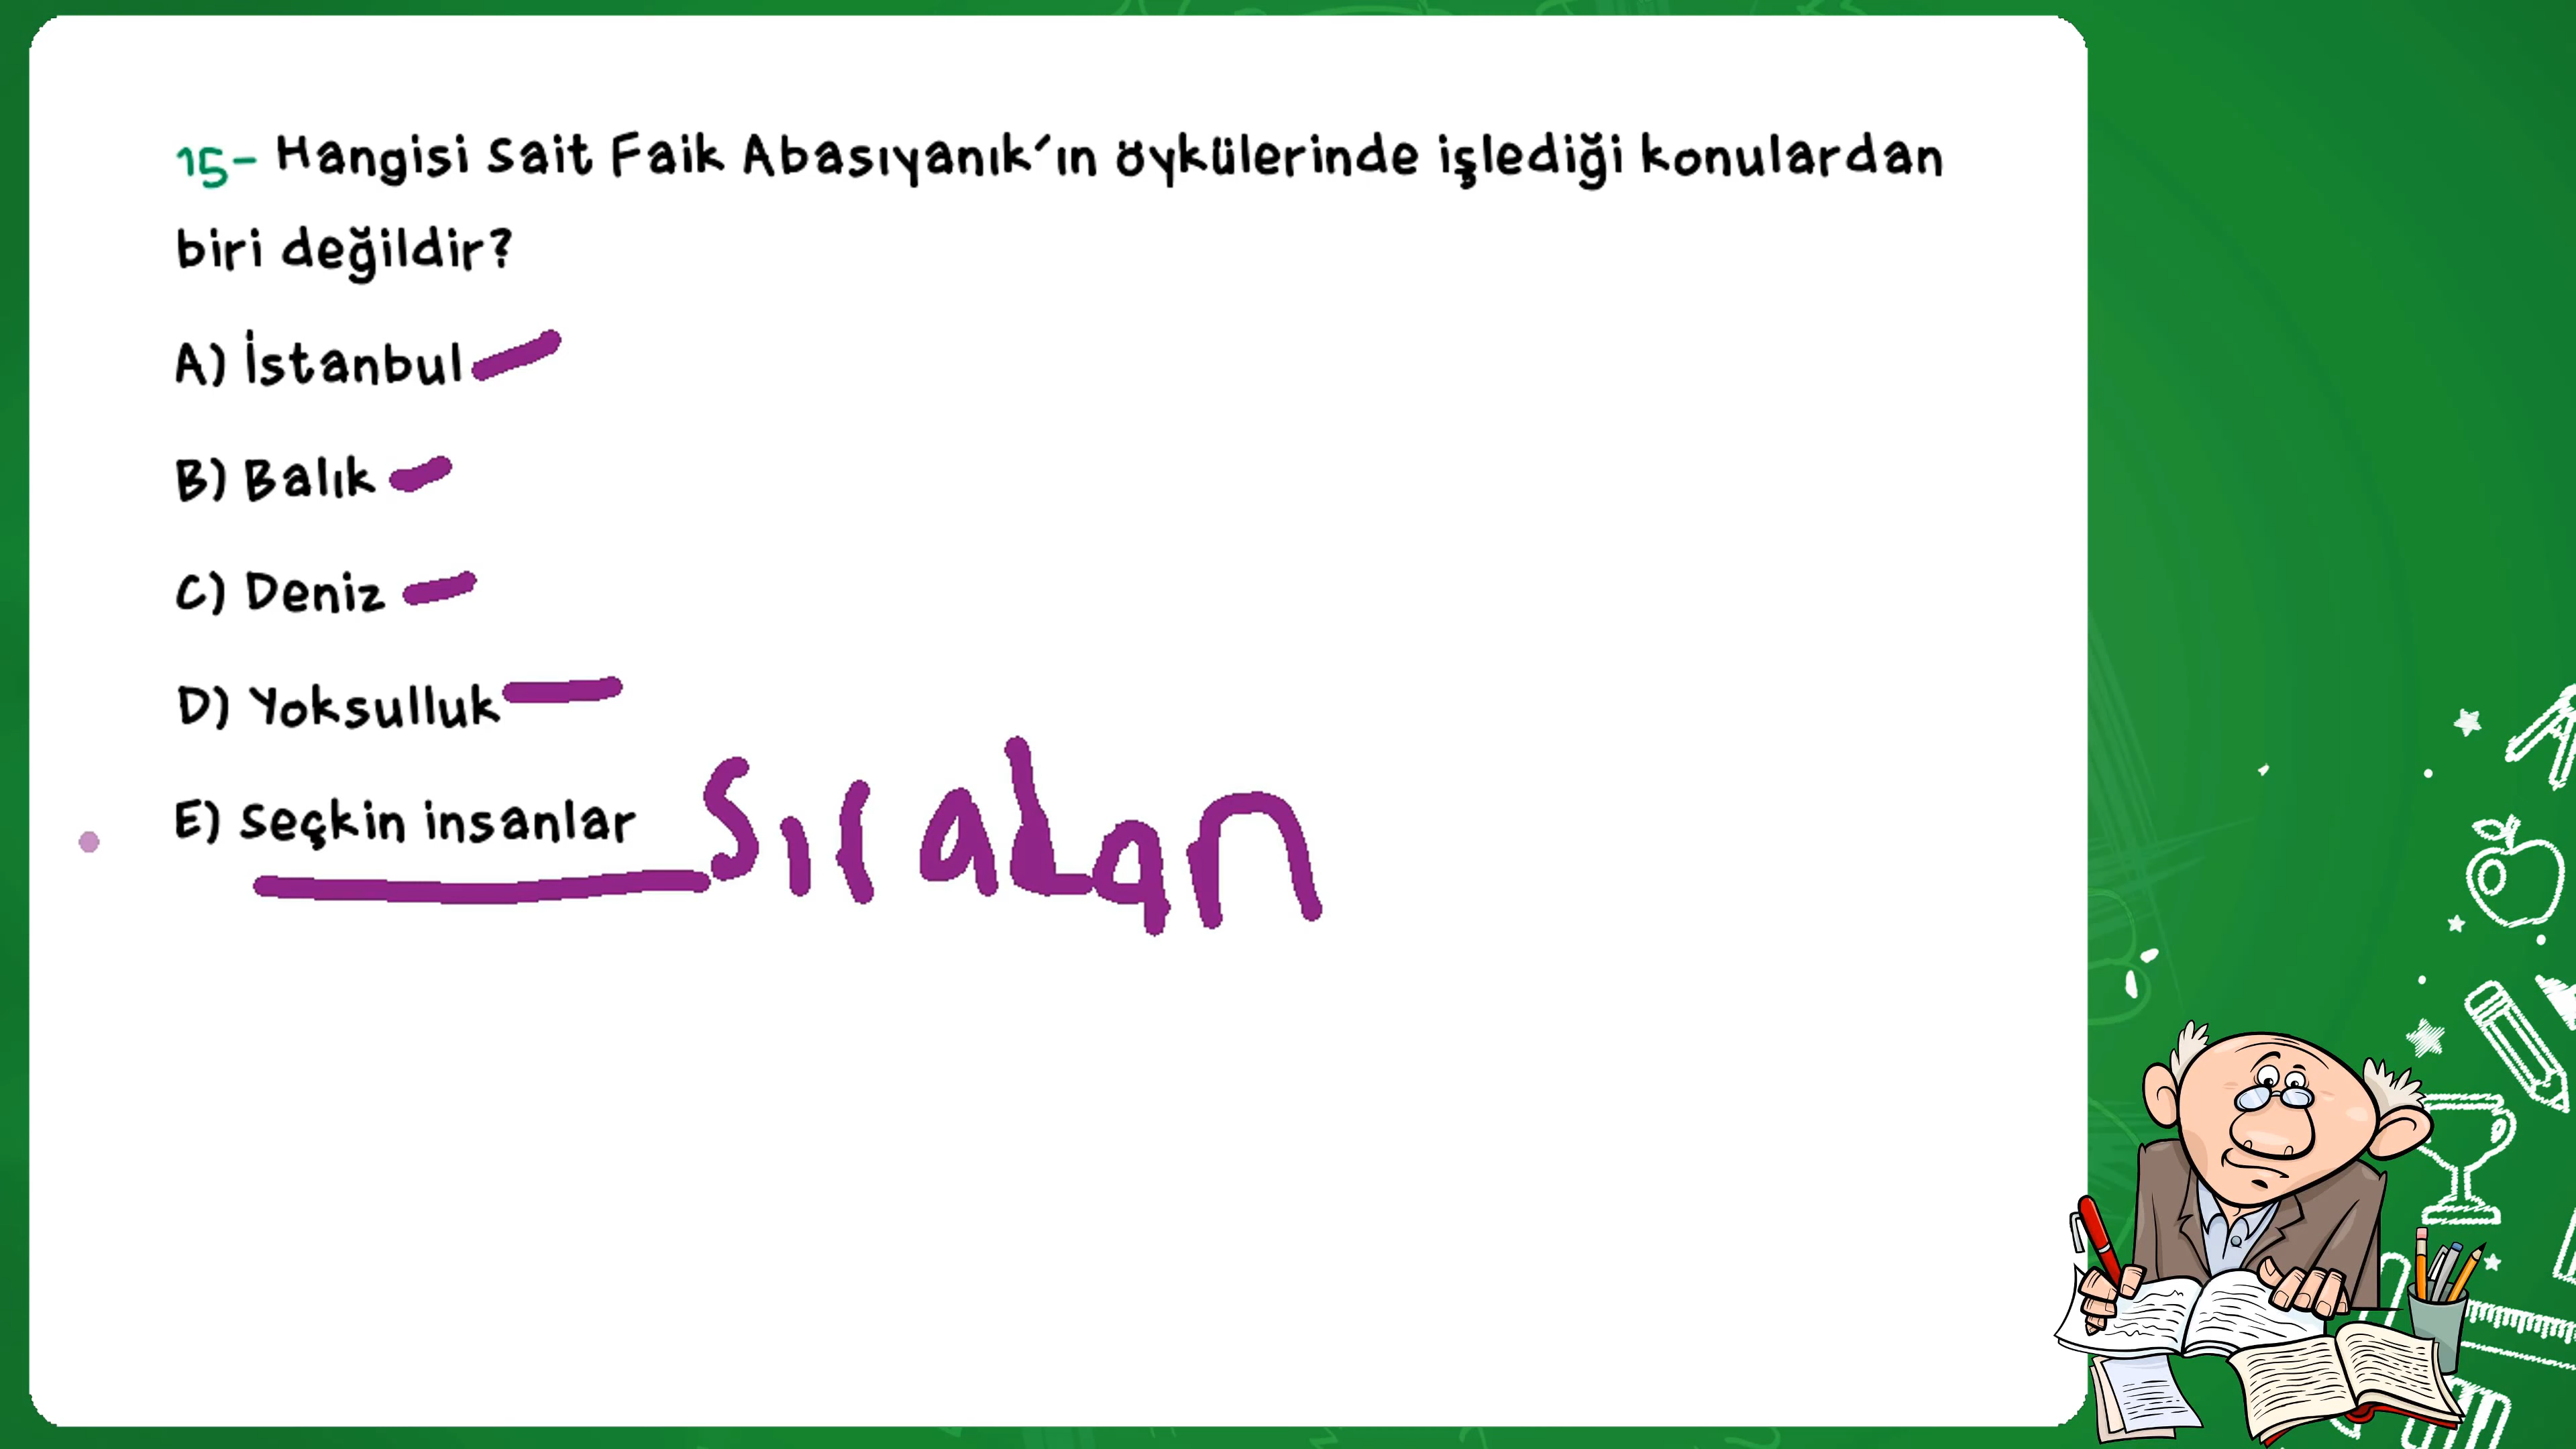 15- Hangisi Sait Faik Abasıyanık'ın öykülerinde işlediği konulardan
biri değildir?
A) İstanbul
B) Balık
C) Deniz
D) Yoksulluk
E) Seçkin insanlar sıradan